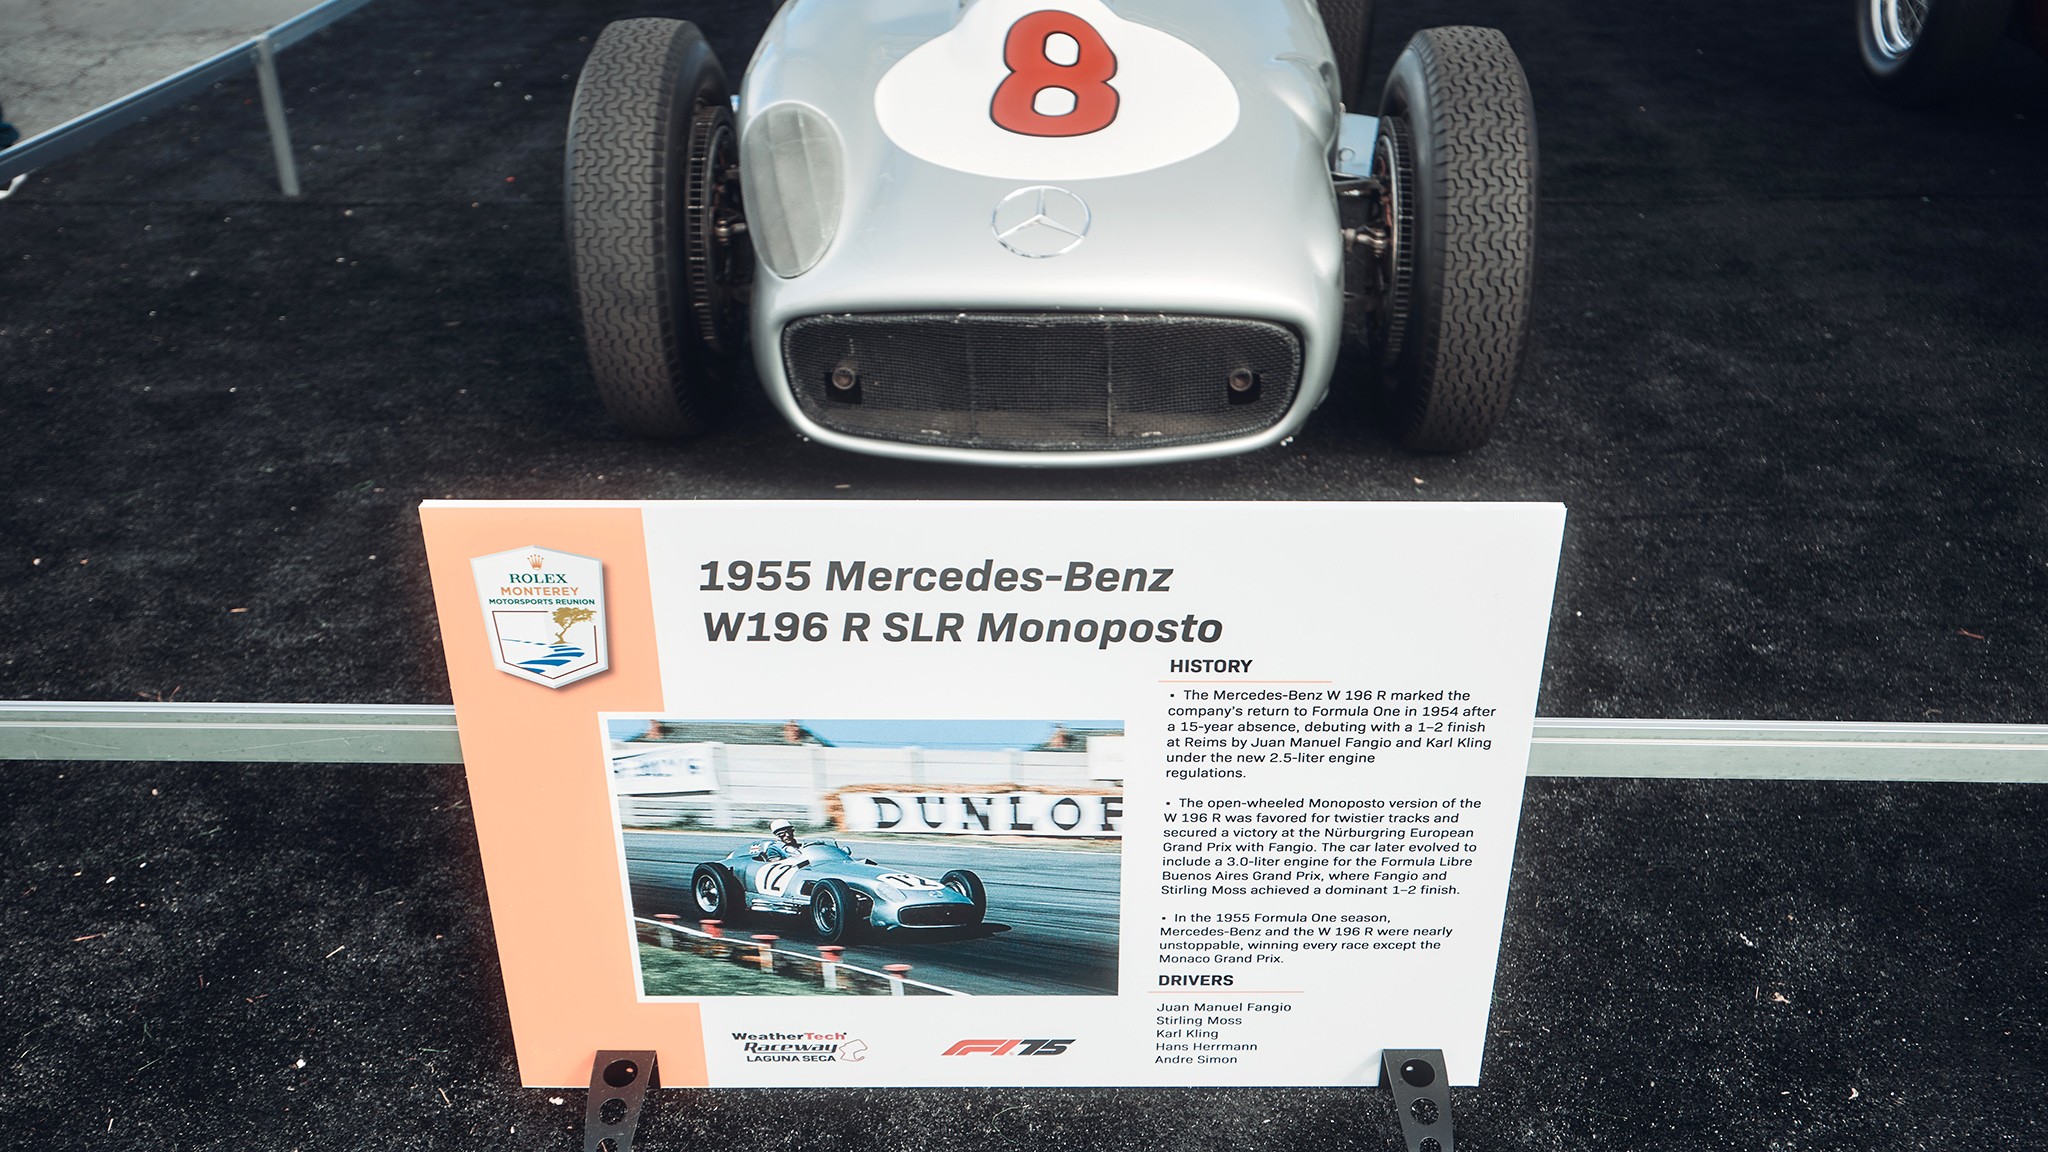 8
1955 Mercedes-Benz
W196 R SLR Monoposto
ROLEX
MONTEREY
MOTORSPORTS REUNION
DUNLOP
12
12
HISTORY
• The Mercedes-Benz W 196 R marked the
company's return to Formula One in 1954 after
a 15-year absence, debuting with a 1–2 finish
at Reims by Juan Manuel Fangio and Karl Kling
under the new 2.5-liter engine
regulations.
• The open-wheeled Monoposto version of the
W 196 R was favored for twistier tracks and
secured a victory at the Nürburgring European
Grand Prix with Fangio. The car later evolved to
include a 3.0-liter engine for the Formula Libre
Buenos Aires Grand Prix, where Fangio and
Stirling Moss achieved a dominant 1–2 finish.
• In the 1955 Formula One season,
Mercedes-Benz and the W 196 R were nearly
unstoppable, winning every race except the
Monaco Grand Prix.
DRIVERS
Juan Manuel Fangio
Stirling Moss
Karl Kling
Hans Herrmann
Andre Simon
WeatherTech
Raceway
LAGUNA SECA
F1 75